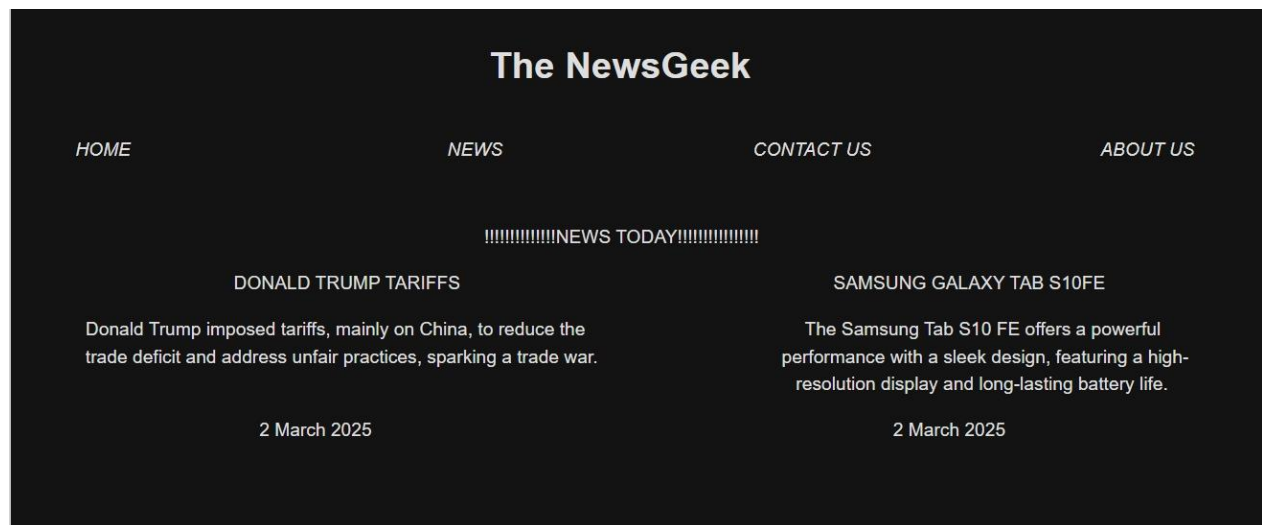 The NewsGeek
HOME NEWS CONTACT US ABOUT US
!!!!!!!!!!!!!!NEWS TODAY!!!!!!!!!!!!!!!!
DONALD TRUMP TARIFFS
Donald Trump imposed tariffs, mainly on China, to reduce the
trade deficit and address unfair practices, sparking a trade war.
2 March 2025
SAMSUNG GALAXY TAB S10FE
The Samsung Tab S10 FE offers a powerful
performance with a sleek design, featuring a high-
resolution display and long-lasting battery life.
2 March 2025